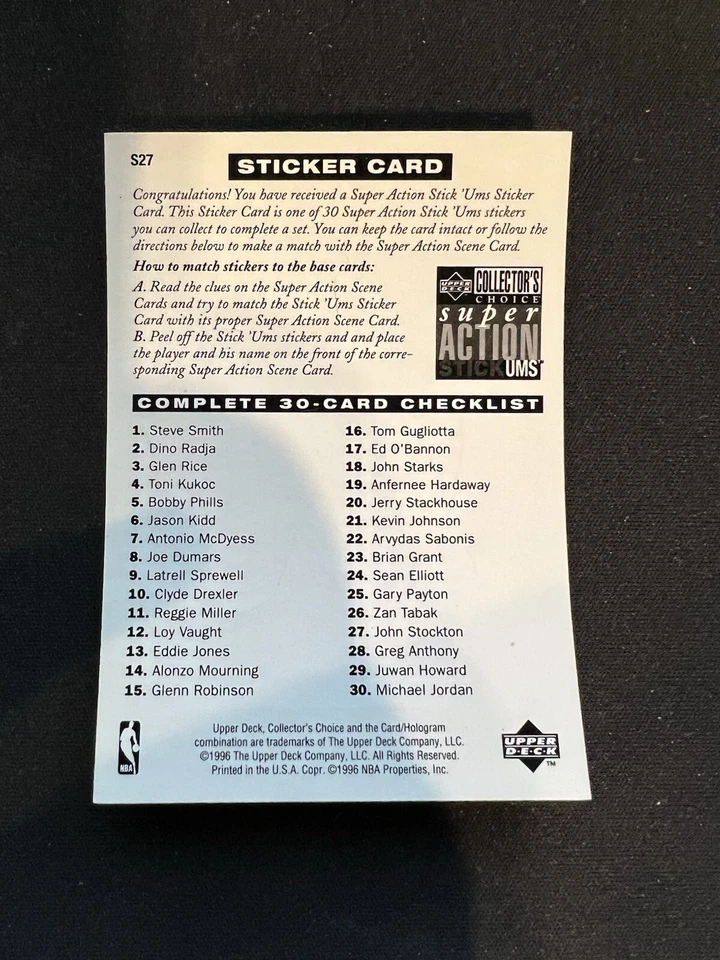 S27
STICKER CARD
Congratulations! You have received a Super Action Stick 'Ums Sticker
Card. This Sticker Card is one of 30 Super Action Stick 'Ums stickers
you can collect to complete a set. You can keep the card intact or follow the
directions below to make a match with the Super Action Scene Card.
How to match stickers to the base cards:
A. Read the clues on the Super Action Scene
Cards and try to match the Stick 'Ums Sticker
Card with its proper Super Action Scene Card.
B. Peel off the Stick 'Ums stickers and and place
the player and his name on the front of the corre-
sponding Super Action Scene Card.
UPPER DECK COLLECTOR'S
CHOICE
super
ACTION
STICK UMS™
COMPLETE 30-CARD CHECKLIST
1. Steve Smith
2. Dino Radja
3. Glen Rice
4. Toni Kukoc
5. Bobby Phills
6. Jason Kidd
7. Antonio McDyess
8. Joe Dumars
9. Latrell Sprewell
10. Clyde Drexler
11. Reggie Miller
12. Loy Vaught
13. Eddie Jones
14. Alonzo Mourning
15. Glenn Robinson
16. Tom Gugliotta
17. Ed O'Bannon
18. John Starks
19. Anfernee Hardaway
20. Jerry Stackhouse
21. Kevin Johnson
22. Arvydas Sabonis
23. Brian Grant
24. Sean Elliott
25. Gary Payton
26. Zan Tabak
27. John Stockton
28. Greg Anthony
29. Juwan Howard
30. Michael Jordan
NBA
Upper Deck, Collector's Choice and the Card/Hologram
combination are trademarks of The Upper Deck Company, LLC.
©1996 The Upper Deck Company, LLC. All Rights Reserved.
Printed in the U.S.A. Copr. ©1996 NBA Properties, Inc.
UPPER
D·E·C·K
™